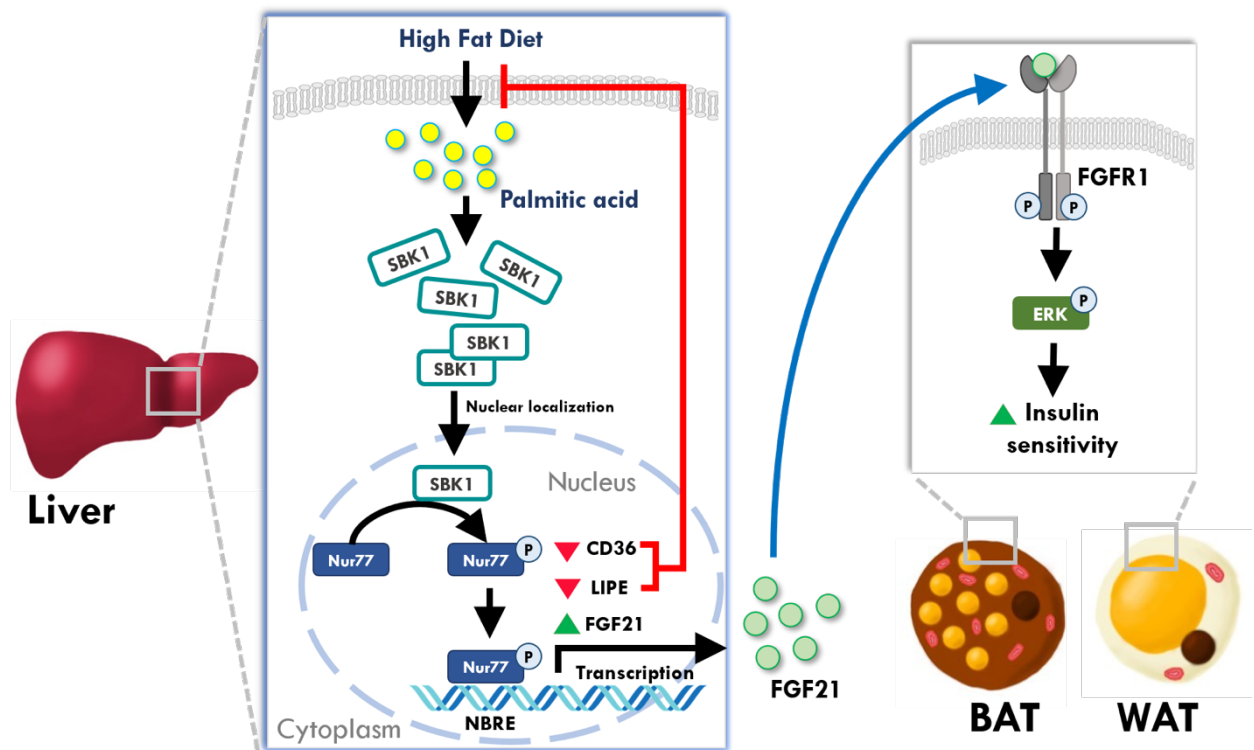 High Fat Diet
Palmitic acid
SBK1
SBK1
SBK1
SBK1
SBK1
Nuclear localization
SBK1
Nucleus
Nur77
Nur77
P
CD36
LIPE
FGF21
Nur77
P
Transcription
NBRE
Cytoplasm
Liver
FGF21
FGFR1
P
P
ERK
P
Insulin
sensitivity
BAT
WAT